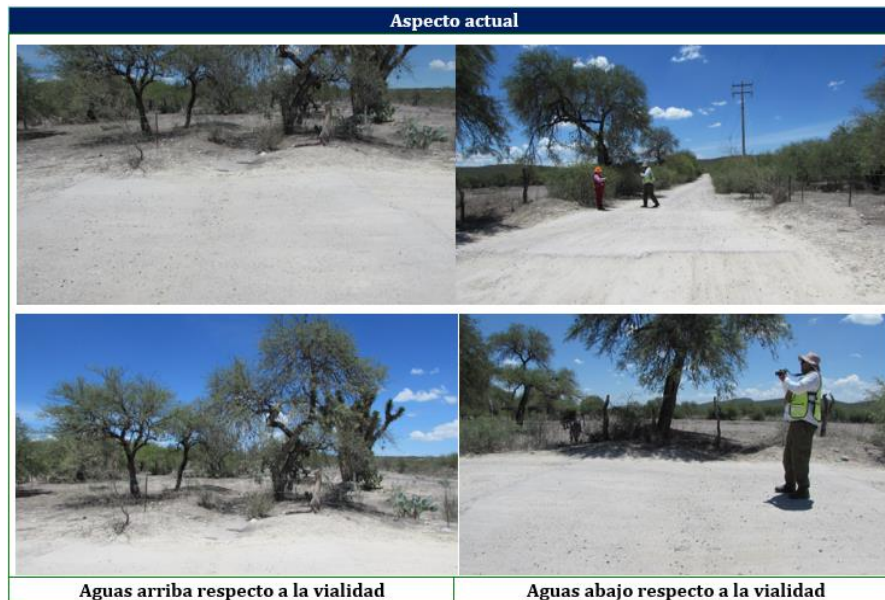 Aspecto actual
Aguas arriba respecto a la vialidad
Aguas abajo respecto a la vialidad